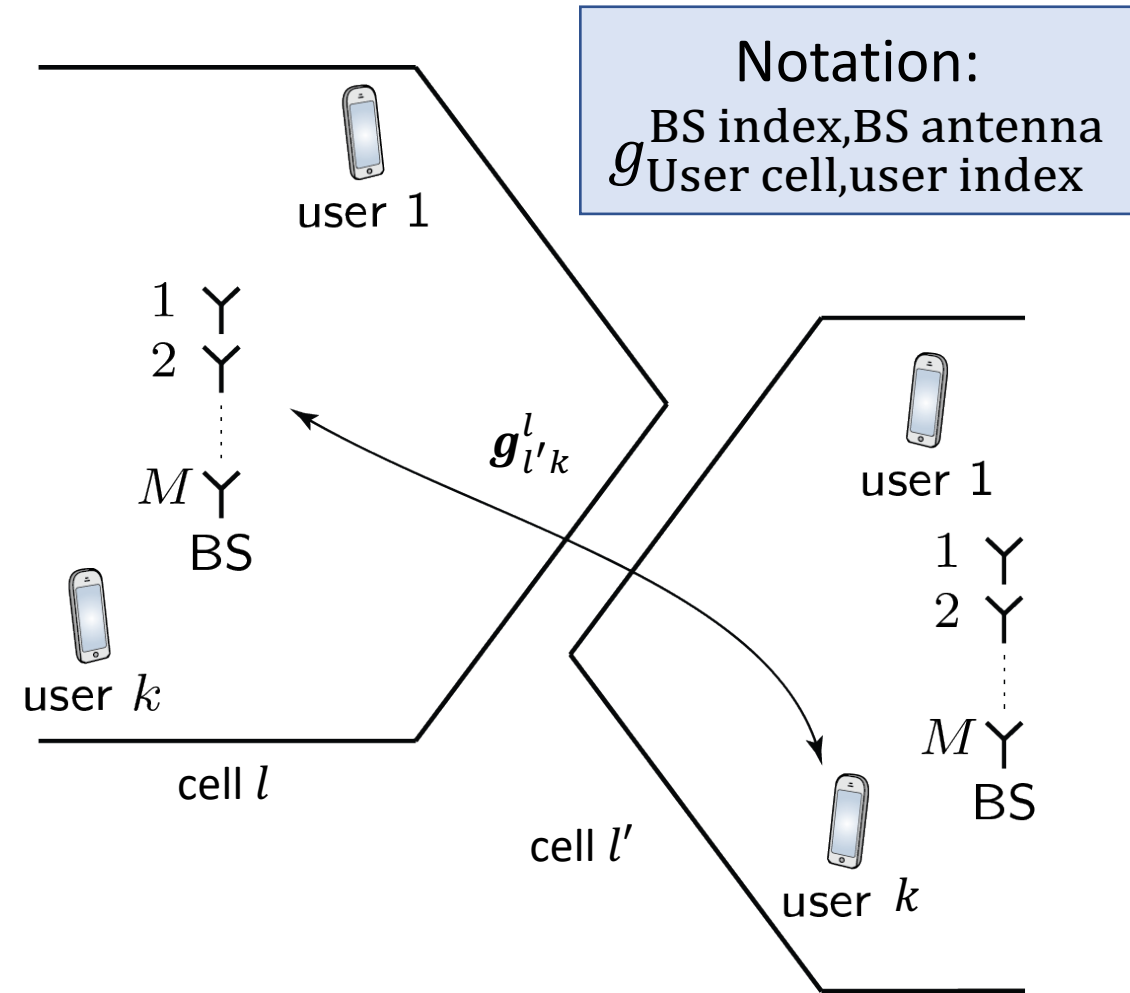 Notation:
g^{BS index,BS antenna}_{User cell,user index}
user 1
1
2
M
BS
user k
cell l
g^{l}_{l'k}
user 1
1
2
M
BS
cell l'
user k